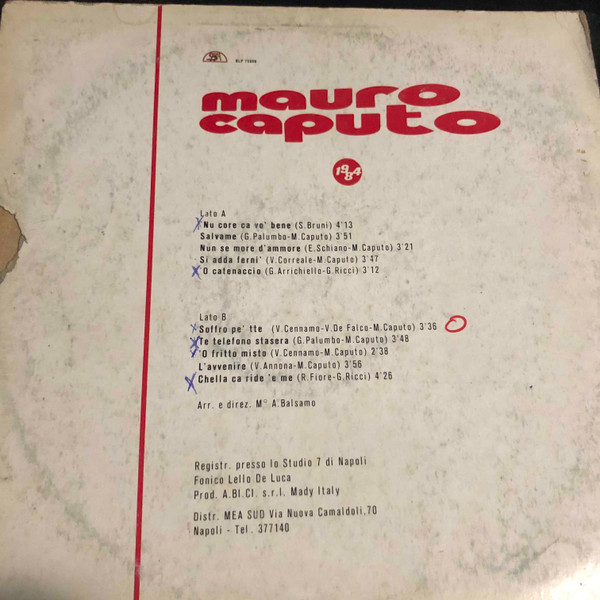 mauro
caputo
1984
Lato A
Nu core ca vo' bene (S.Bruni) 4'13
Salvame (G.Palumbo-M.Caputo) 3'51
Nun se more d'ammore (E.Schiano-M.Caputo) 3'21
Si adda ferni' (V.Correale-M.Caputo) 3'47
'O catenaccio (G.Arrichiello-G.Ricci) 3'12
Lato B
Soffro pe' tte (V.Cennamo-V.De Falco-M.Caputo) 3'36
Te telefono stasera (G.Palumbo-M.Caputo) 3'48
'O fritto misto (V.Cennamo-M.Caputo) 2'38
L'avvenire (V.Annona-M.Caputo) 3'56
Chella ca ride 'e me (R.Fiore-G.Ricci) 4'26
Arr. e direz. M° A.Balsamo
Registr. presso lo Studio 7 di Napoli
Fonico Lello De Luca
Prod. A.BI.CI. s.r.l. Mady Italy
Distr. MEA SUD Via Nuova Camaldoli,70
Napoli - Tel. 377140